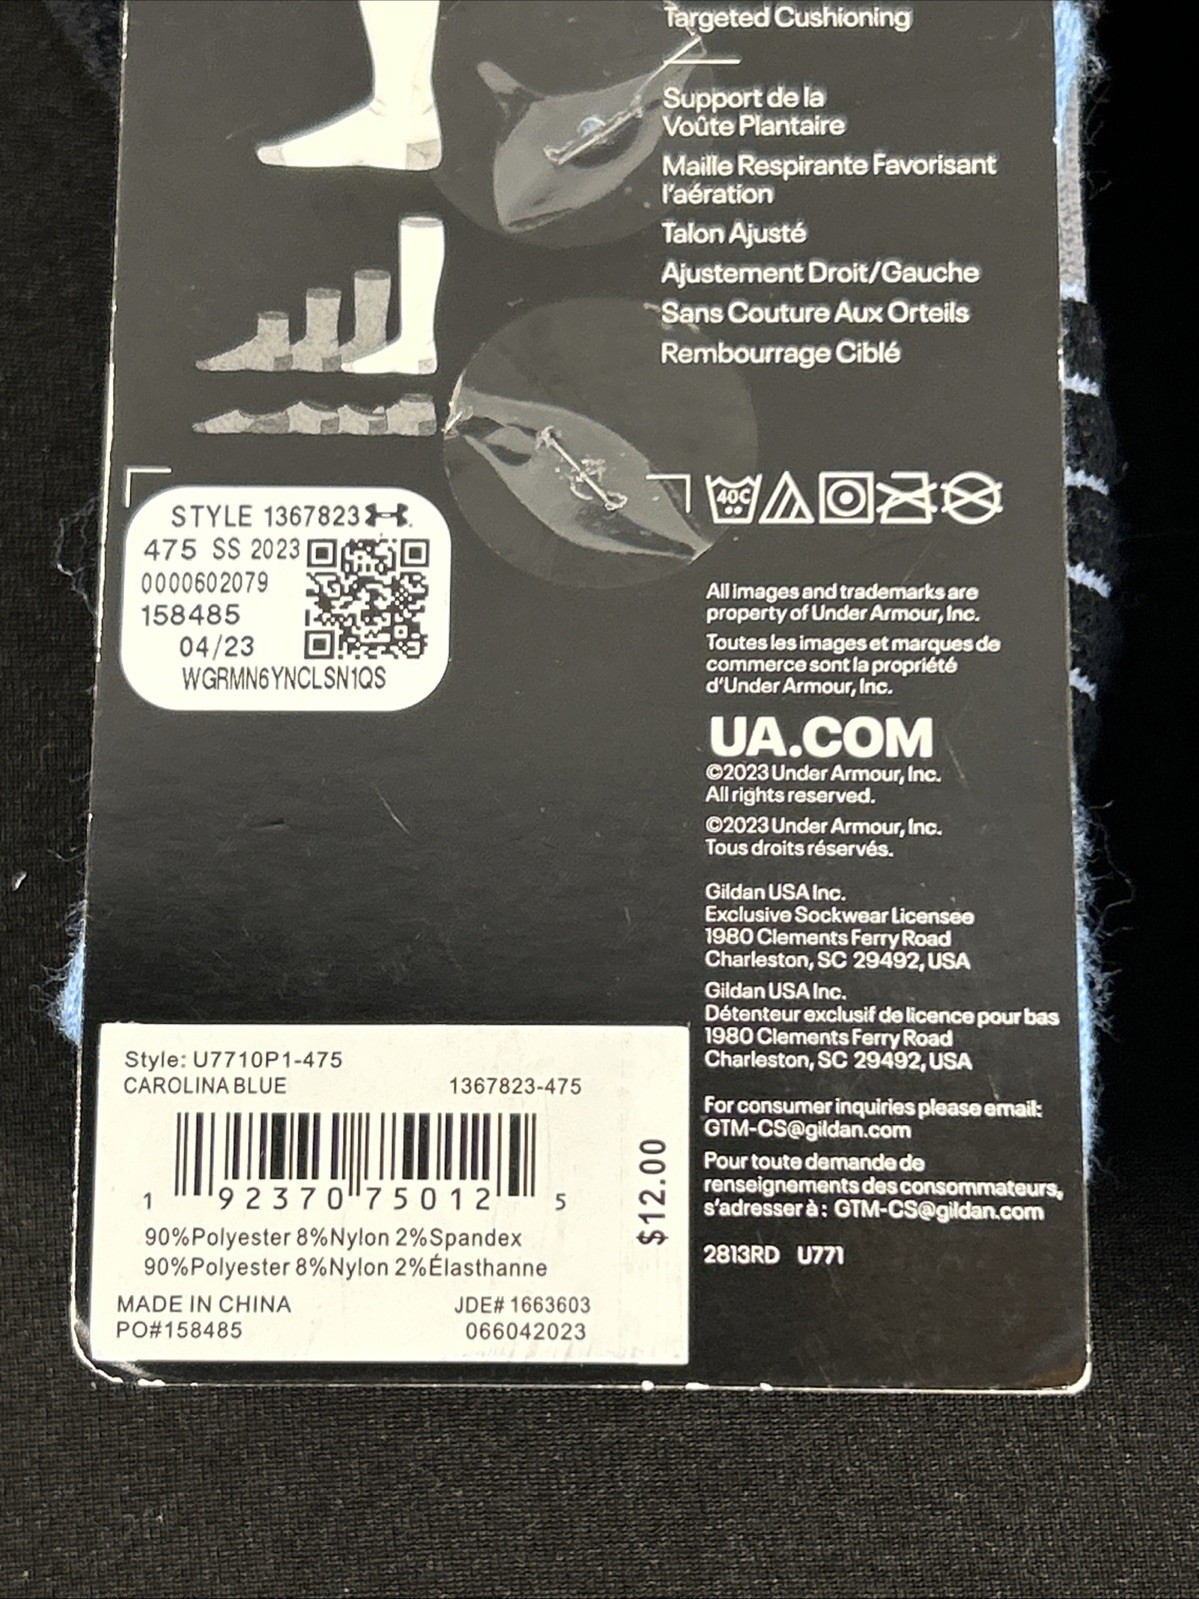 Targeted Cushioning
Support de la
Voûte Plantaire
Maille Respirante Favorisant
l'aération
Talon Ajusté
Ajustement Droit/Gauche
Sans Couture Aux Orteils
Rembourrage Ciblé
40C
STYLE 1367823
475 SS 2023
0000602079
158485
04/23
WGRMN6YNCLSN1QS
All images and trademarks are
property of Under Armour, Inc.
Toutes les images et marques de
commerce sont la propriété
d'Under Armour, Inc.
UA.COM
©2023 Under Armour, Inc.
All rights reserved.
©2023 Under Armour, Inc.
Tous droits réservés.
Gildan USA Inc.
Exclusive Sockwear Licensee
1980 Clements Ferry Road
Charleston, SC 29492, USA
Gildan USA Inc.
Détenteur exclusif de licence pour bas
1980 Clements Ferry Road
Charleston, SC 29492, USA
For consumer inquiries please email:
GTM-CS@gildan.com
Pour toute demande de
renseignements des consommateurs,
s'adresser à : GTM-CS@gildan.com
2813RD U771
Style: U7710P1-475
CAROLINA BLUE 1367823-475
1 92370 75012 5
$12.00
90%Polyester 8%Nylon 2%Spandex
90%Polyester 8%Nylon 2%Élasthanne
MADE IN CHINA JDE# 1663603
PO#158485 066042023